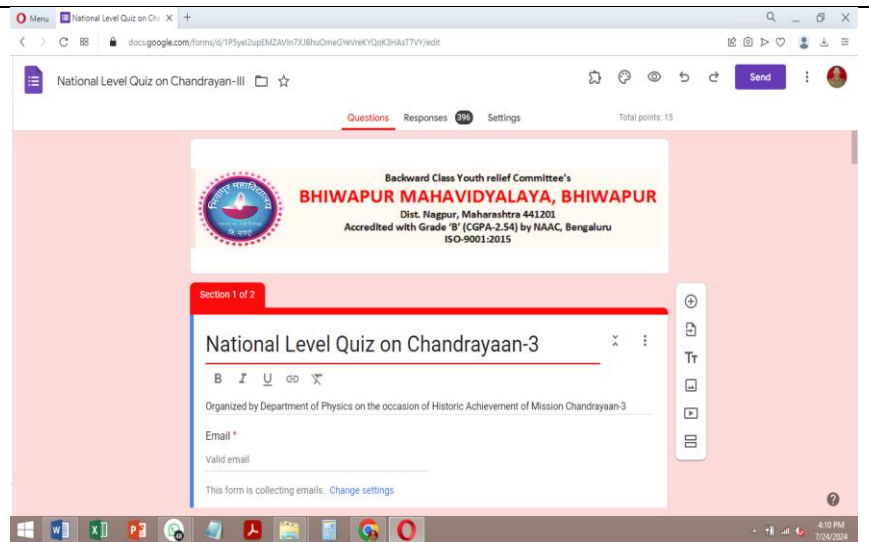 Menu
National Level Quiz on Cha
docs.google.com/forms/d/1P5yeI2upEMZAVIn7XJBhuOmeGYeVreKYQoK3HAsT7VY/edit
National Level Quiz on Chandrayan-III
Send
Questions Responses 396 Settings
Total points: 15
Backward Class Youth relief Committee's
BHIWAPUR MAHAVIDYALAYA, BHIWAPUR
Dist. Nagpur, Maharashtra 441201
Accredited with Grade 'B' (CGPA-2.54) by NAAC, Bengaluru
ISO-9001:2015
Section 1 of 2
National Level Quiz on Chandrayaan-3
B I U
Organized by Department of Physics on the occasion of Historic Achievement of Mission Chandrayaan-3
Email *
Valid email
This form is collecting emails. Change settings
4:10 PM
7/24/2024